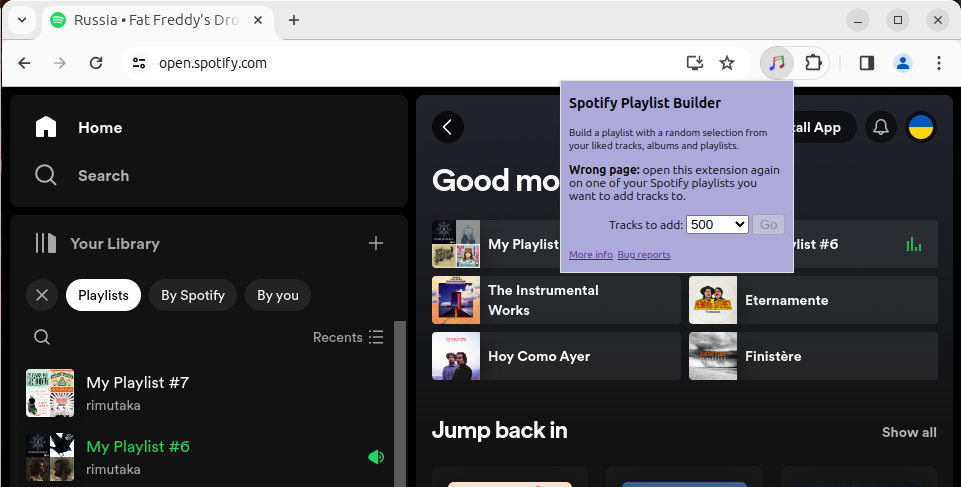 Russia • Fat Freddy's Dro
open.spotify.com
Home
Search
Your Library
Playlists
By Spotify
By you
Recents
My Playlist #7
rimutaka
My Playlist #6
rimutaka
Spotify Playlist Builder
Build a playlist with a random selection from
your liked tracks, albums and playlists.
Wrong page: open this extension again
on one of your Spotify playlists you
want to add tracks to.
Tracks to add: 500 Go
More info Bug reports
tall App
Good mo
My Playlist
ylist #6
The Instrumental
Works
Eternamente
Hoy Como Ayer
Finistère
Jump back in
Show all